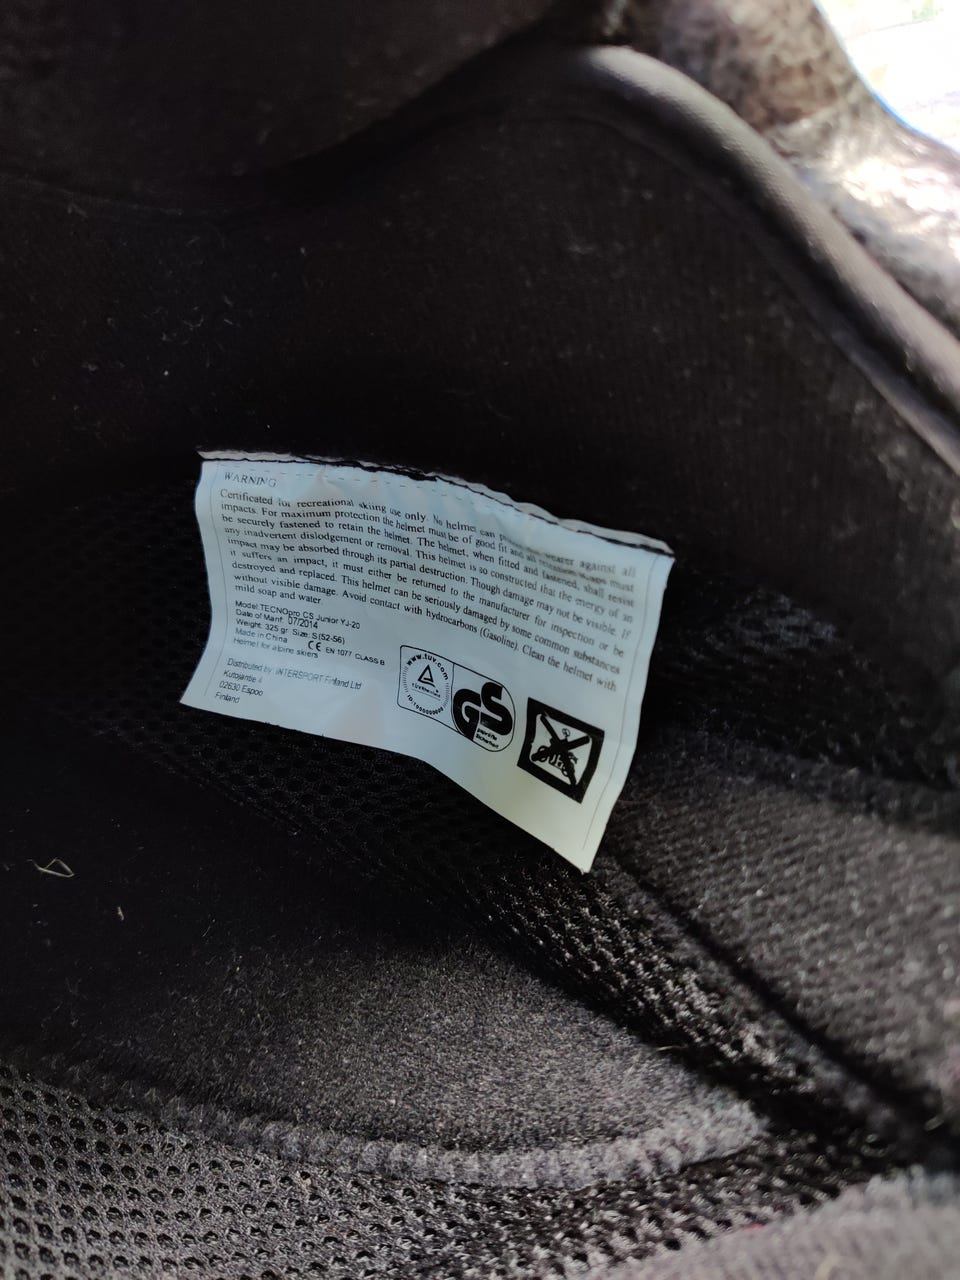 WARNING
Certificated for recreational skiing use only. No helmet can wearer against all
impacts. For maximum protection the helmet must be of good fit and all retention straps must
be securely fastened to retain the helmet. The helmet, when fitted and fastened, shall resist
any inadvertent dislodgement or removal. This helmet is so constructed that the energy of an
impact may be absorbed through its partial destruction. Though damage may not be visible. If
it suffers an impact, it must either be returned to the manufacturer for inspection or be
destroyed and replaced. This helmet can be seriously damaged by some common substances
without visible damage. Avoid contact with hydrocarbons (Gasoline). Clean the helmet with
mild soap and water.
Model: TECNOpro CS Junior YJ-20
Date of Manf. 07/2014
Weight: 325 gr Size: S (52-56)
Made in China CE EN 1077 CLASS B
Helmet for alpine skiers
Distributed by: INTERSPORT Finland Ltd
Kutojantie 4
02630 Espoo
Finland
www.tuv.com
TÜVRheinland
GS
geprüfte
Sicherheit